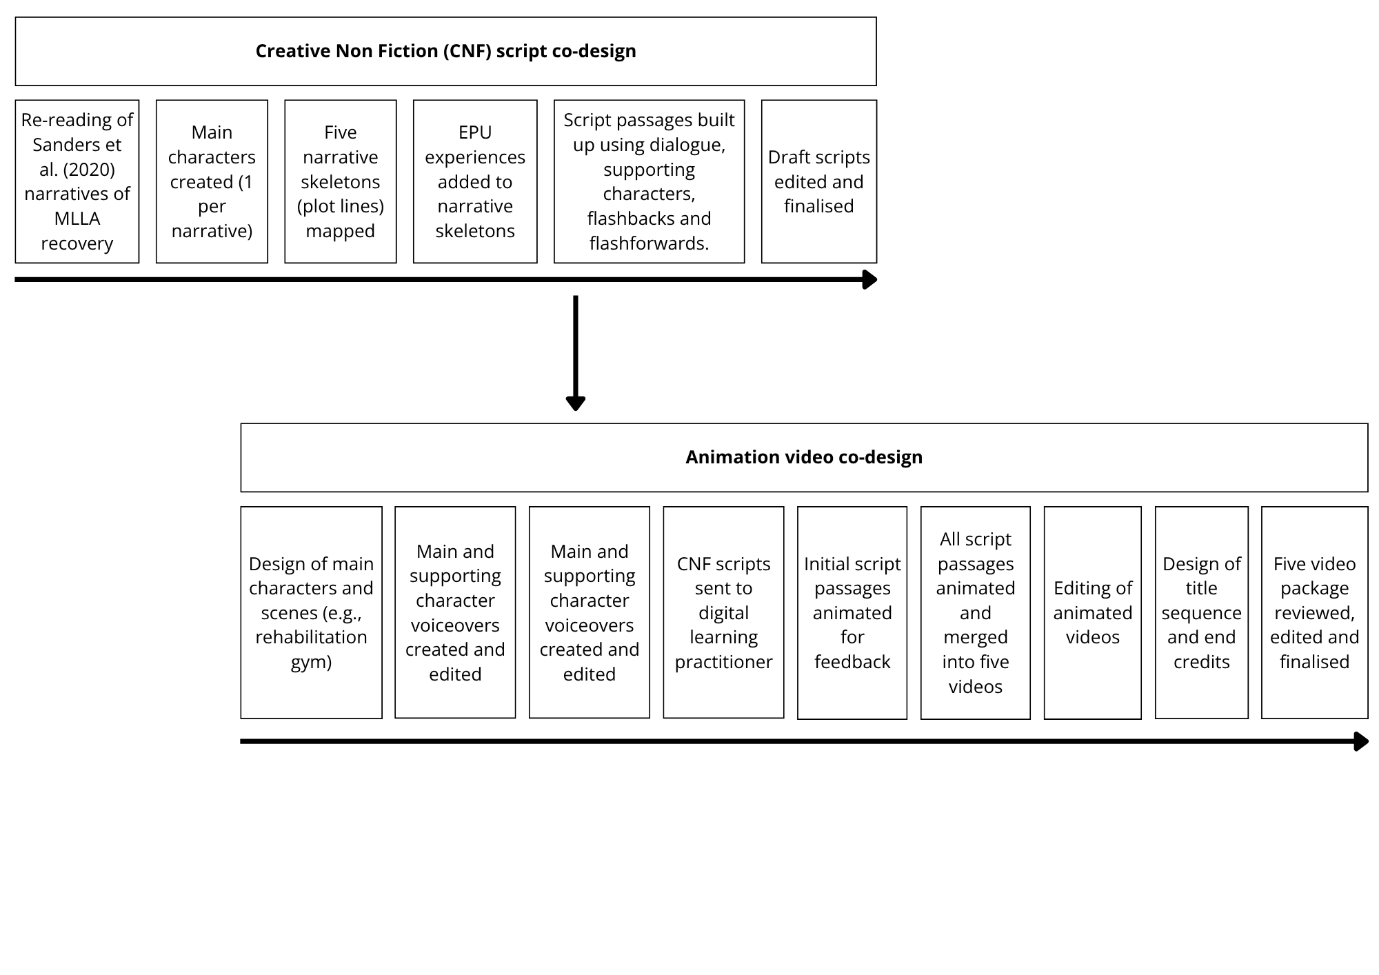 Creative Non Fiction (CNF) script co-design
Re-reading of
Sanders et
al. (2020)
narratives of
MLLA
recovery
Main
characters
created (1
per
narrative)
Five
narrative
skeletons
(plot lines)
mapped
EPU
experiences
added to
narrative
skeletons
Script passages built
up using dialogue,
supporting
characters,
flashbacks and
flashforwards.
Draft scripts
edited and
finalised
Animation video co-design
Design of main
characters and
scenes (e.g.,
rehabilitation
gym)
Main and
supporting
character
voiceovers
created and
edited
Main and
supporting
character
voiceovers
created and
edited
CNF scripts
sent to
digital
learning
practitioner
Initial script
passages
animated
for
feedback
All script
passages
animated
and
merged
into five
videos
Editing of
animated
videos
Design of
title
sequence
and end
credits
Five video
package
reviewed,
edited and
finalised